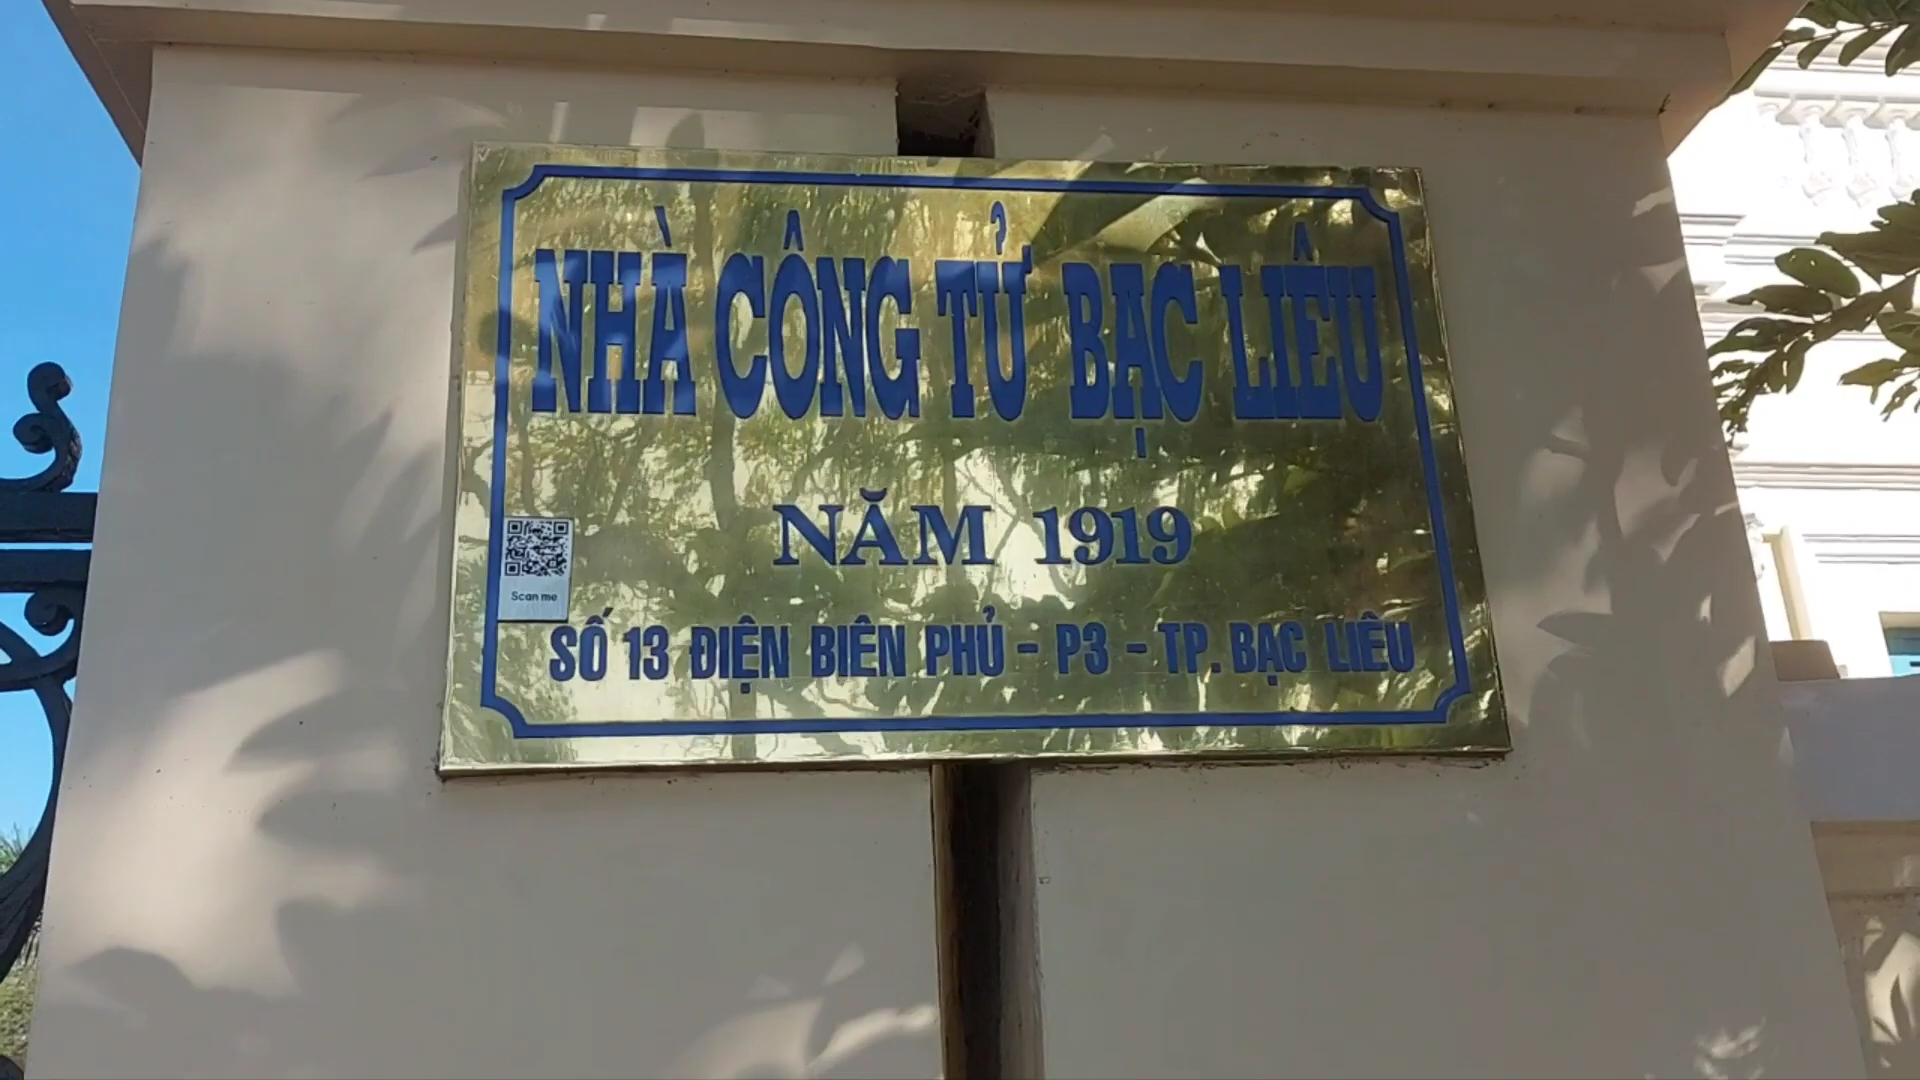 NHÀ CÔNG TỬ BẠC LIÊU
NĂM 1919
Scan me
SỐ 13 ĐIỆN BIÊN PHỦ - P3 - TP. BẠC LIÊU